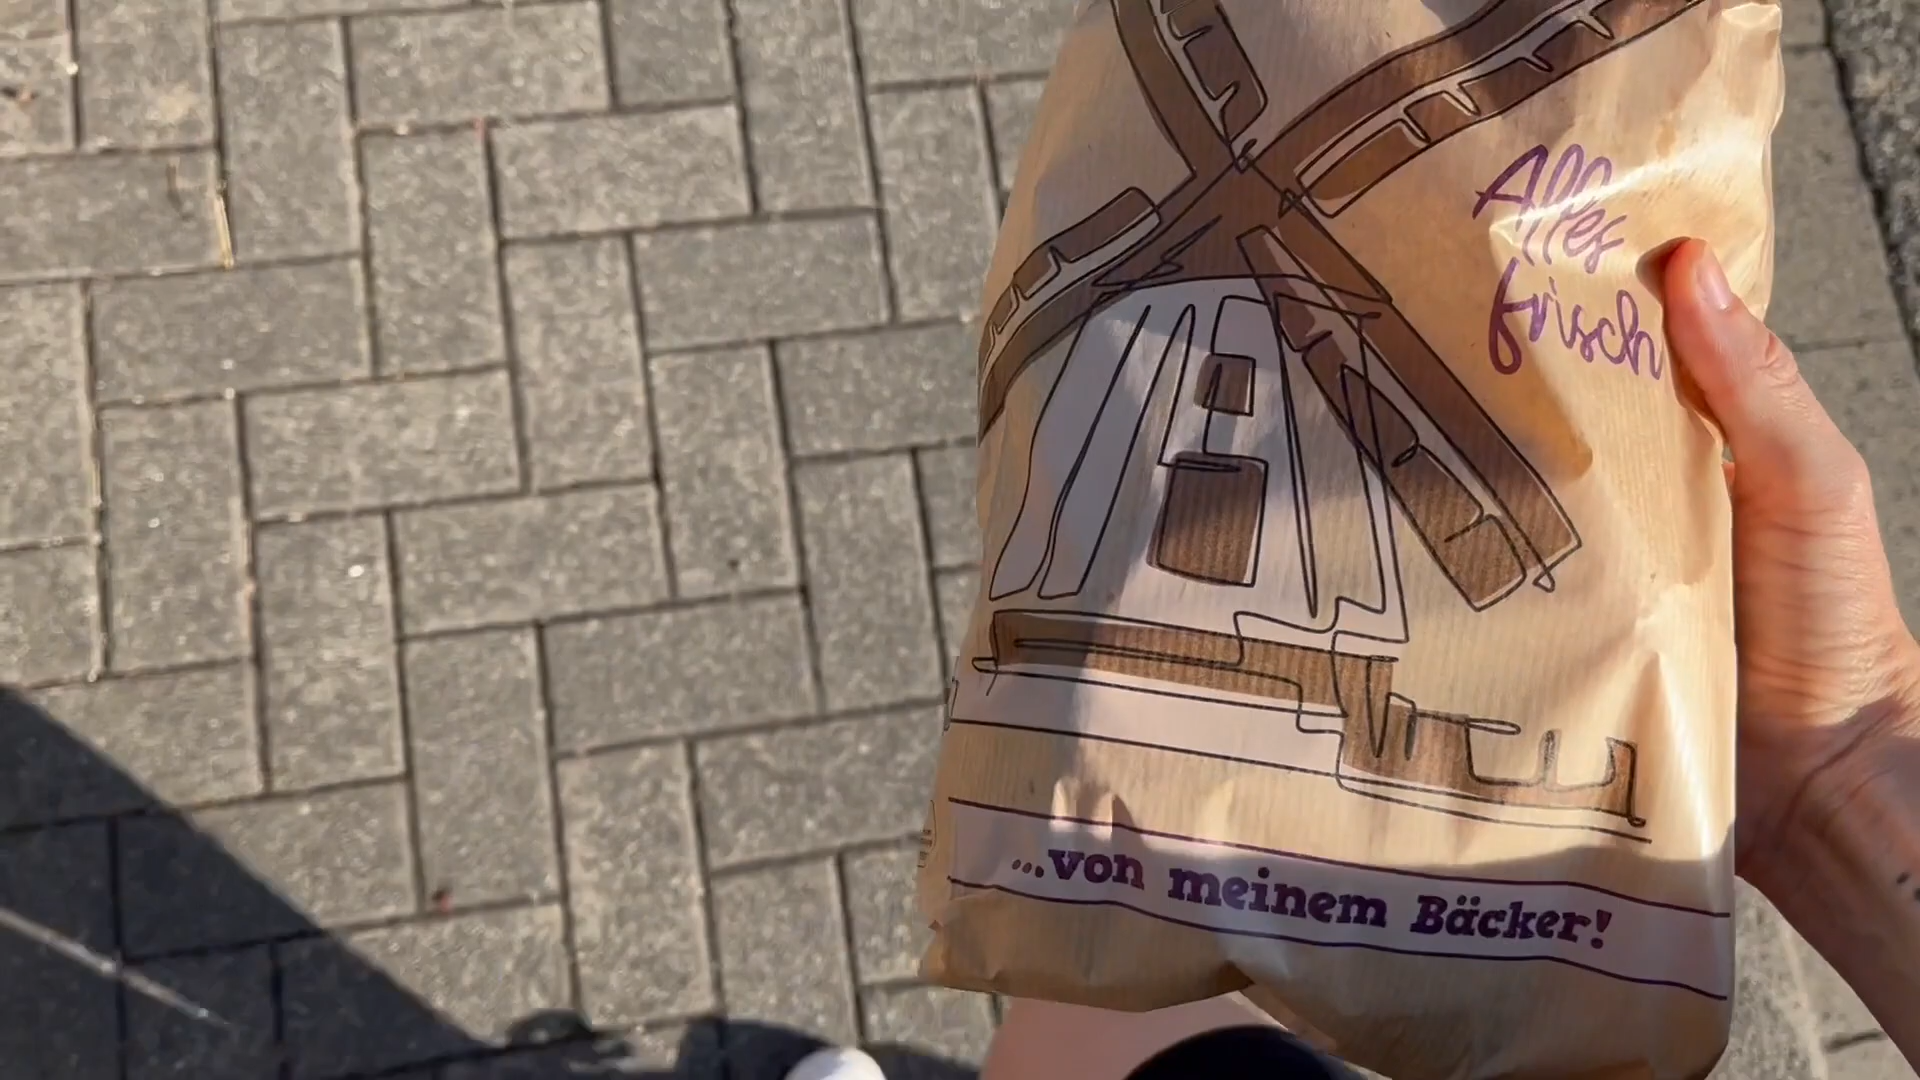 Alles
frisch
...von meinem Bäcker!